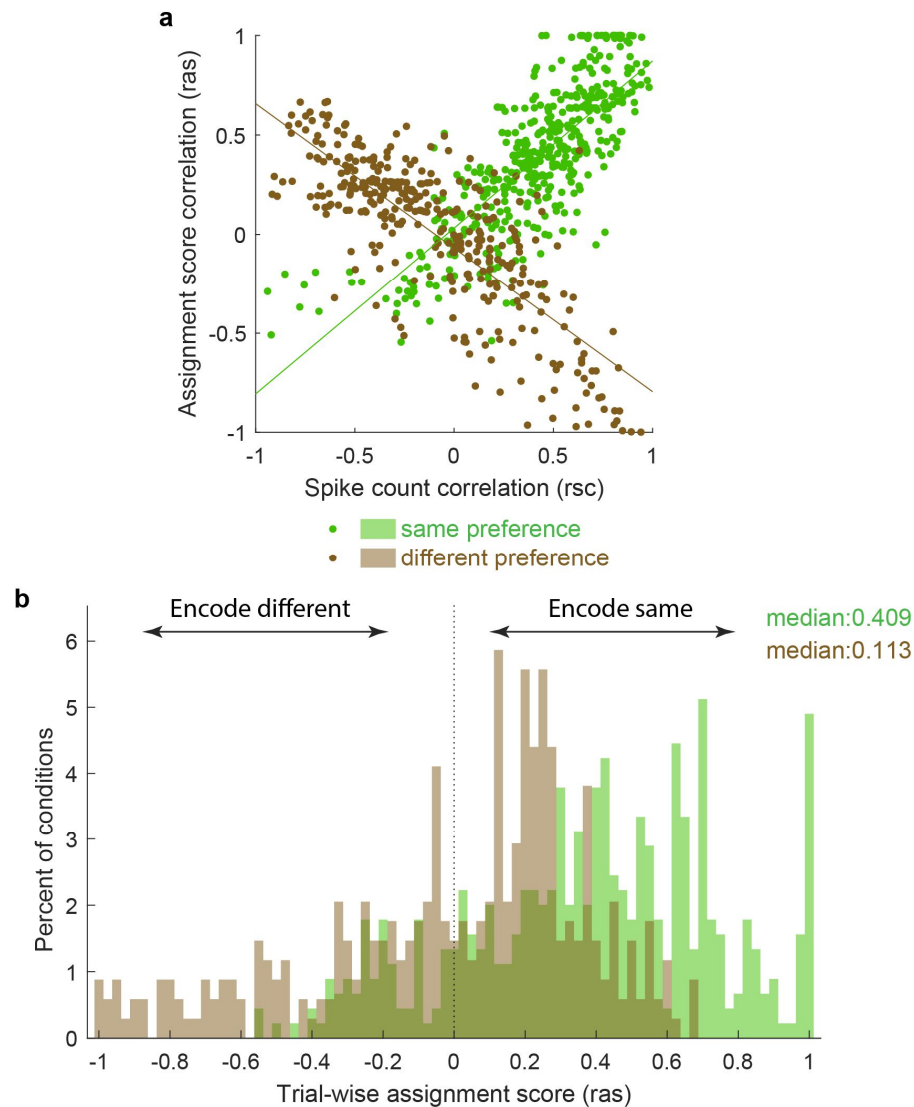 a
Assignment score correlation (ras)
1
0.5
0
-0.5
-1
-1 -0.5 0 0.5 1
Spike count correlation (rsc)
same preference
different preference
b
Encode different Encode same
median:0.409
median:0.113
Percent of conditions
6
5
4
3
2
1
0
-1 -0.8 -0.6 -0.4 -0.2 0 0.2 0.4 0.6 0.8 1
Trial-wise assignment score (ras)